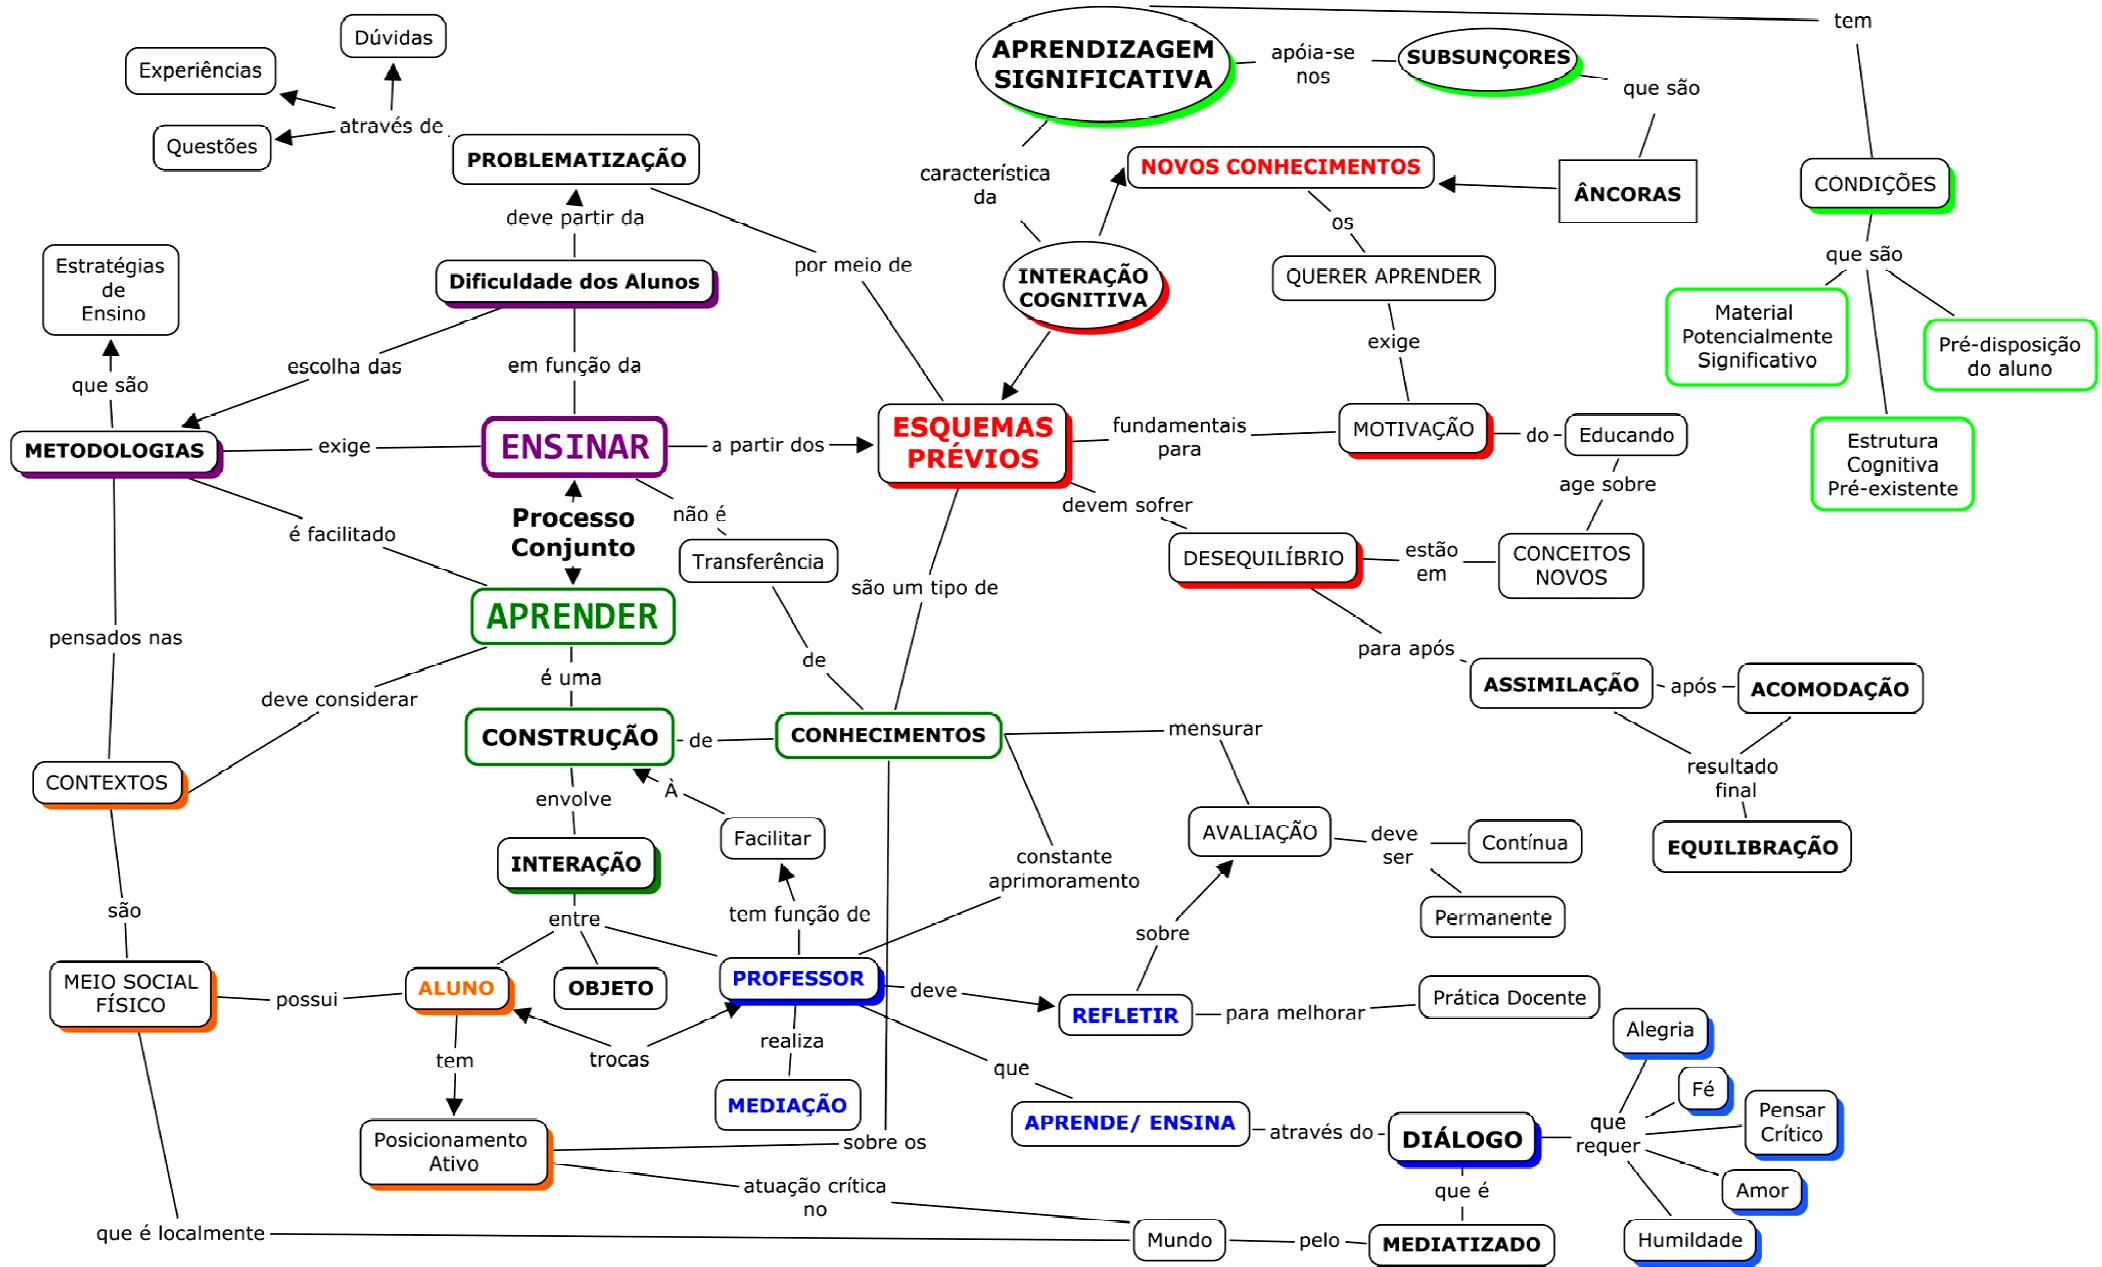 Dúvidas
Experiências
através de
Questões
PROBLEMATIZAÇÃO
deve partir da
Dificuldade dos Alunos
por meio de
Estratégias
de
Ensino
que são
escolha das
em função da
METODOLOGIAS
exige
ENSINAR
a partir dos
ESQUEMAS
PRÉVIOS
APRENDIZAGEM
SIGNIFICATIVA
apóia-se
nos
SUBSUNÇORES
que são
tem
característica
da
NOVOS CONHECIMENTOS
ÂNCORAS
CONDIÇÕES
os
INTERAÇÃO
COGNITIVA
QUERER APRENDER
exige
que são
Material
Potencialmente
Significativo
Pré-disposição
do aluno
Estrutura
Cognitiva
Pré-existente
fundamentais
para
MOTIVAÇÃO
do
Educando
age sobre
devem sofrer
DESEQUILÍBRIO
estão
em
CONCEITOS
NOVOS
Processo
Conjunto
não é
Transferência
é facilitado
são um tipo de
APRENDER
pensados nas
deve considerar
é uma
de
para após
ASSIMILAÇÃO
após
ACOMODAÇÃO
resultado
final
EQUILIBRAÇÃO
CONSTRUÇÃO
de
CONHECIMENTOS
mensurar
CONTEXTOS
envolve
À
Facilitar
AVALIAÇÃO
deve
ser
Contínua
Permanente
INTERAÇÃO
constante
aprimoramento
são
entre
tem função de
sobre
MEIO SOCIAL
FÍSICO
possui
ALUNO
OBJETO
PROFESSOR
deve
REFLETIR
para melhorar
Prática Docente
tem
trocas
realiza
que
MEDIAÇÃO
APRENDE/ ENSINA
através do
DIÁLOGO
que
requer
Alegria
Fé
Pensar
Crítico
Amor
Humildade
Posicionamento
Ativo
sobre os
atuação crítica
no
que é
que é localmente
Mundo
pelo
MEDIATIZADO